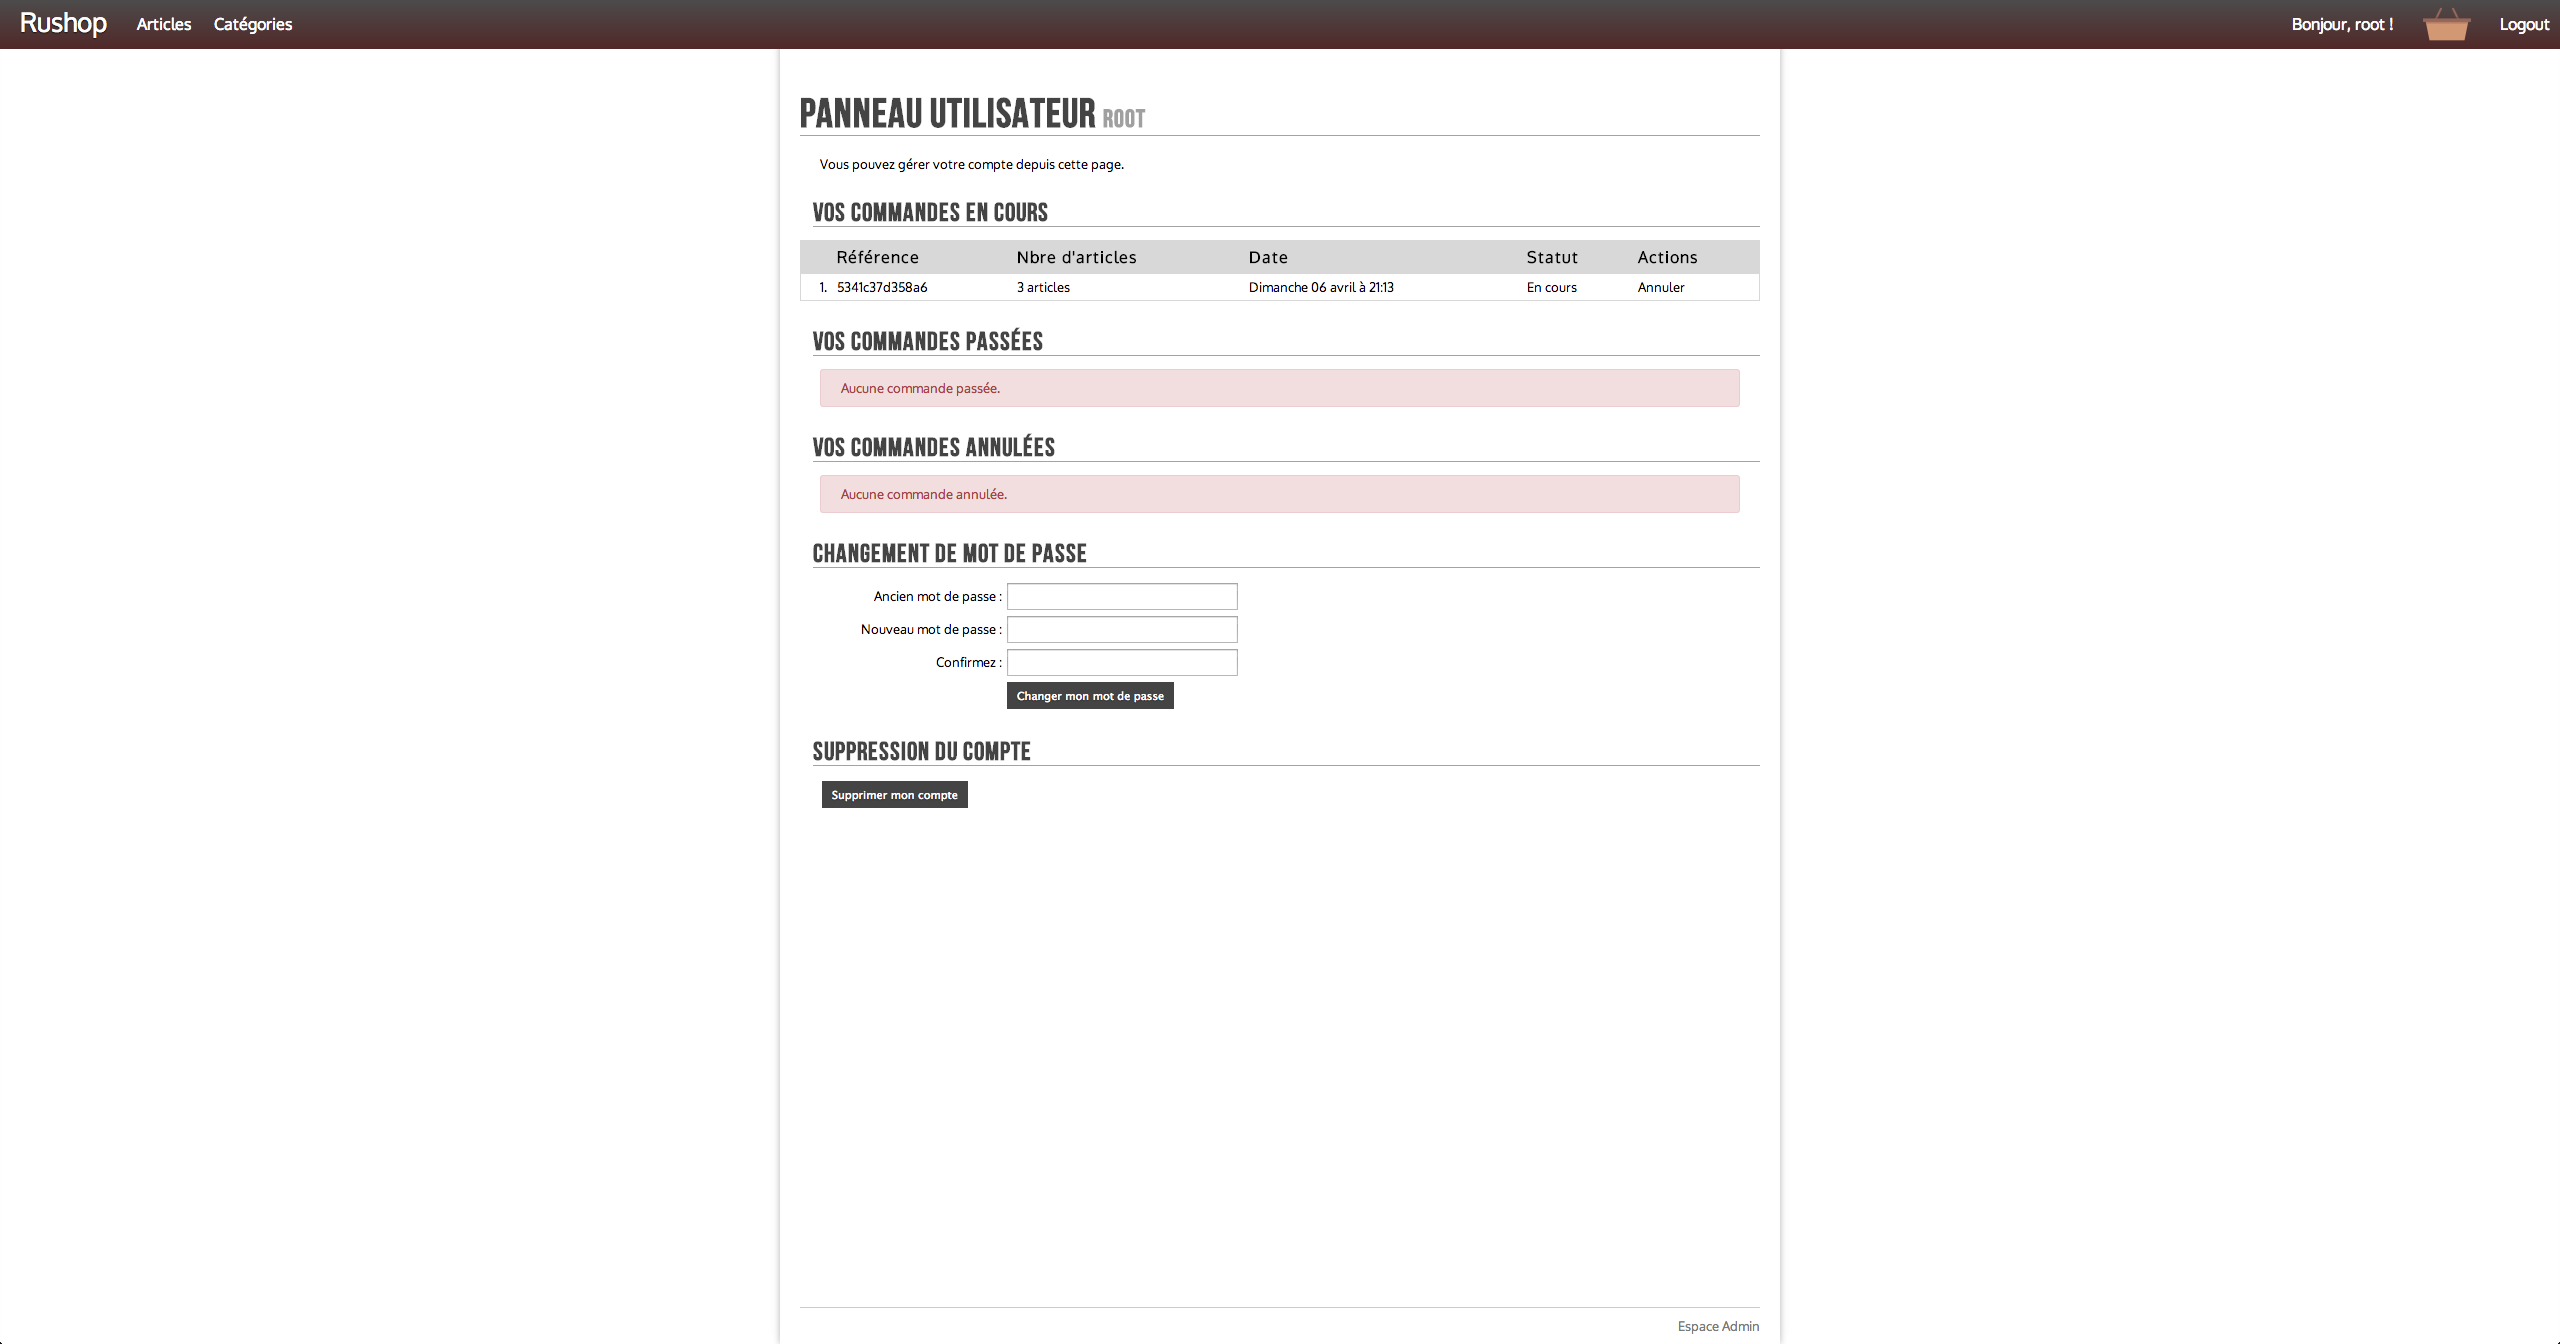 Rushop Articles Catégories Bonjour, root ! Logout
PANNEAU UTILISATEUR ROOT
Vous pouvez gérer votre compte depuis cette page.
VOS COMMANDES EN COURS
Référence Nbre d'articles Date Statut Actions
1. 5341c37d358a6 3 articles Dimanche 06 avril à 21:13 En cours Annuler
VOS COMMANDES PASSÉES
Aucune commande passée.
VOS COMMANDES ANNULÉES
Aucune commande annulée.
CHANGEMENT DE MOT DE PASSE
Ancien mot de passe :
Nouveau mot de passe :
Confirmez :
Changer mon mot de passe
SUPPRESSION DU COMPTE
Supprimer mon compte
Espace Admin